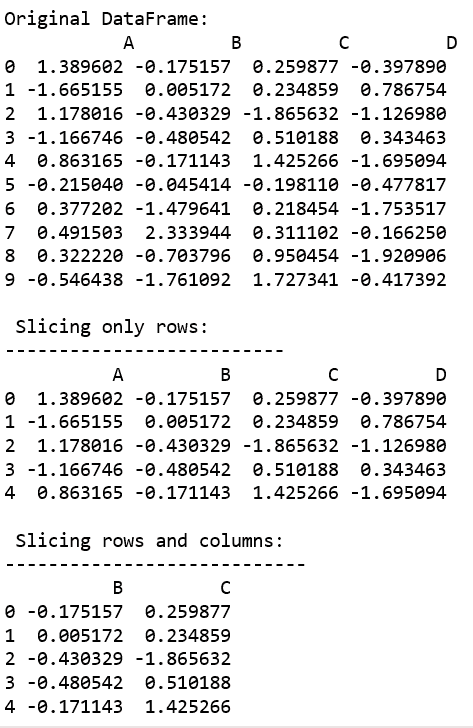 Original DataFrame:
A B C D
0 1.389602 -0.175157 0.259877 -0.397890
1 -1.665155 0.005172 0.234859 0.786754
2 1.178016 -0.430329 -1.865632 -1.126980
3 -1.166746 -0.480542 0.510188 0.343463
4 0.863165 -0.171143 1.425266 -1.695094
5 -0.215040 -0.045414 -0.198110 -0.477817
6 0.377202 -1.479641 0.218454 -1.753517
7 0.491503 2.333944 0.311102 -0.166250
8 0.322220 -0.703796 0.950454 -1.920906
9 -0.546438 -1.761092 1.727341 -0.417392
Slicing only rows:
--------------------------
A B C D
0 1.389602 -0.175157 0.259877 -0.397890
1 -1.665155 0.005172 0.234859 0.786754
2 1.178016 -0.430329 -1.865632 -1.126980
3 -1.166746 -0.480542 0.510188 0.343463
4 0.863165 -0.171143 1.425266 -1.695094
Slicing rows and columns:
----------------------------
B C
0 -0.175157 0.259877
1 0.005172 0.234859
2 -0.430329 -1.865632
3 -0.480542 0.510188
4 -0.171143 1.425266